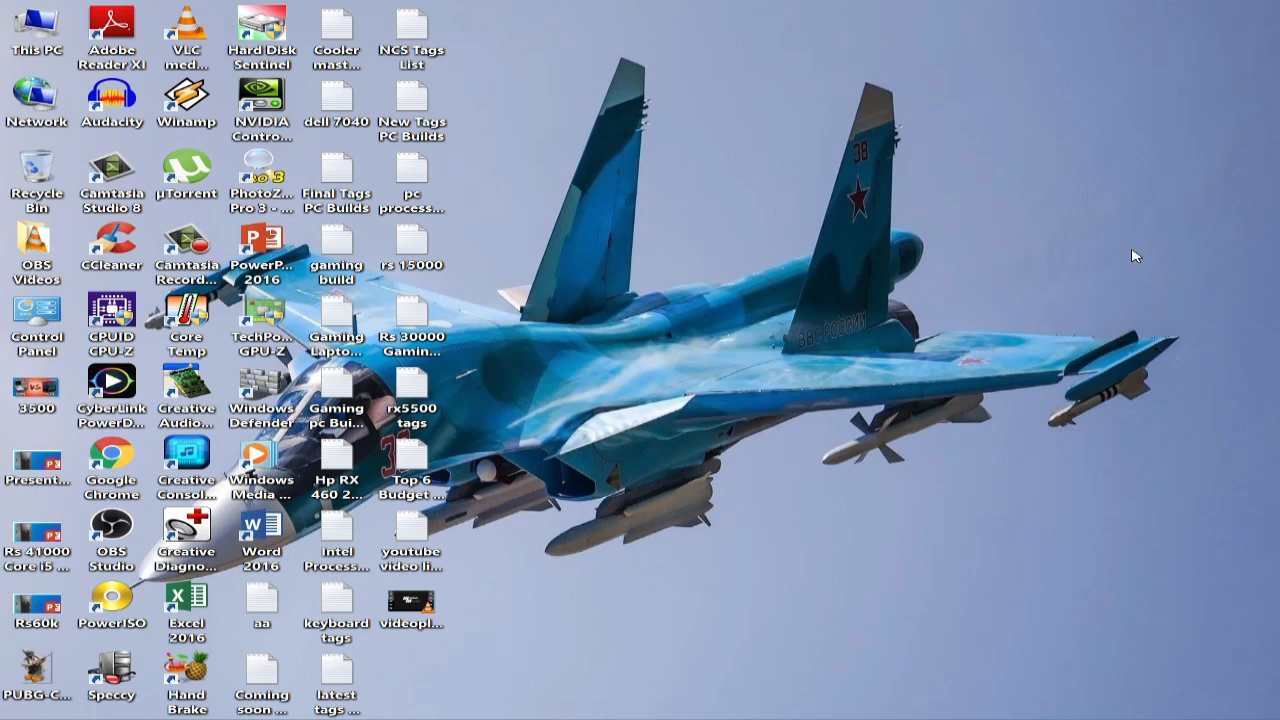 This PC
Adobe
Reader XI
VLC
med...
Hard Disk
Sentinel
Cooler
mast...
NCS Tags
List
Network
Audacity
Winamp
NVIDIA
Contro...
dell 7040
New Tags
PC Builds
Recycle
Bin
Camtasia
Studio 8
µTorrent
PhotoZ...
Pro 3 - ...
Final Tags
PC Builds
pc
process...
OBS
Videos
CCleaner
Camtasia
Record...
PowerP...
2016
gaming
build
rs 15000
Control
Panel
CPUID
CPU-Z
Core
Temp
TechPo...
GPU-Z
Gaming
Lapto...
Rs 30000
Gamin...
3500
CyberLink
PowerD...
Creative
Audio...
Windows
Defender
Gaming
pc Bui...
rx5500
tags
Present...
Google
Chrome
Creative
Consol...
Windows
Media ...
Hp RX
460 2...
Top 6
Budget ...
Rs 41000
Core i5 ...
OBS
Studio
Creative
Diagno...
Word
2016
Intel
Process...
youtube
video li...
Rs60k
PowerISO
Excel
2016
aa
keyboard
tags
videopl...
PUBG-C...
Speccy
Hand
Brake
Coming
soon ...
latest
tags ...
38
ВВС РОССИИ